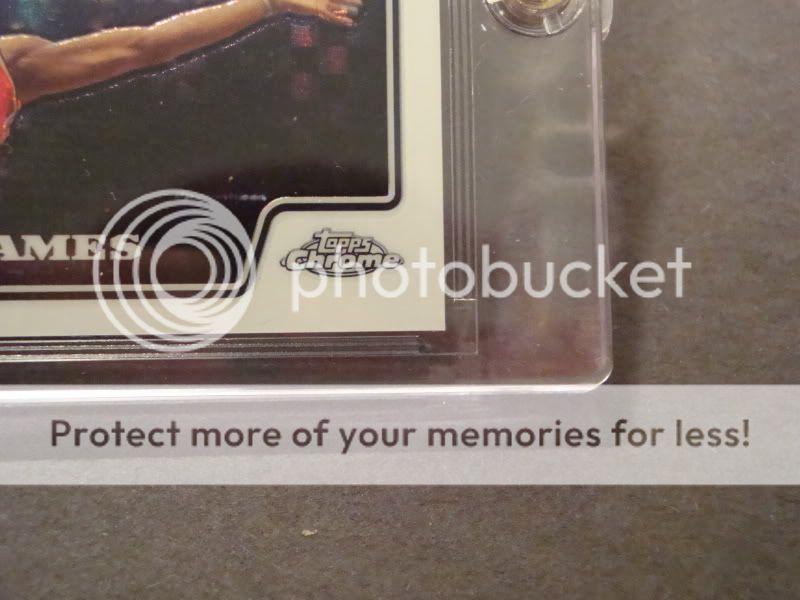 AMES
Topps
Chrome
photobucket
Protect more of your memories for less!